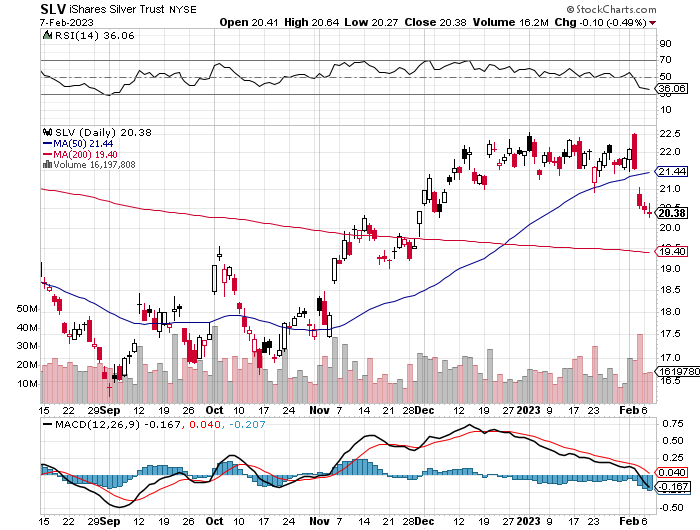 SLV iShares Silver Trust NYSE © StockCharts.com
7-Feb-2023 Open 20.41 High 20.64 Low 20.27 Close 20.38 Volume 16.2M Chg -0.10 (-0.49%)
RSI(14) 36.06
90
70
50
36.06
30
10
SLV (Daily) 20.38
MA(50) 21.44
MA(200) 19.40
Volume 16,197,808
22.5
22.0
21.44
21.0
20.5
20.38
20.0
19.40
19.0
18.5
18.0
17.5
17.0
16.5
50M
40M
30M
20M
10M
1619780
15 22 29 Sep 12 19 26 Oct 10 17 24 Nov 7 14 21 28 Dec 12 19 27 2023 9 17 23 Feb 6
MACD(12,26,9) -0.167, 0.040, -0.207
0.75
0.50
0.25
0.040
-0.167
-0.50
15 22 29 Sep 12 19 26 Oct 10 17 24 Nov 7 14 21 28 Dec 12 19 27 2023 9 17 23 Feb 6